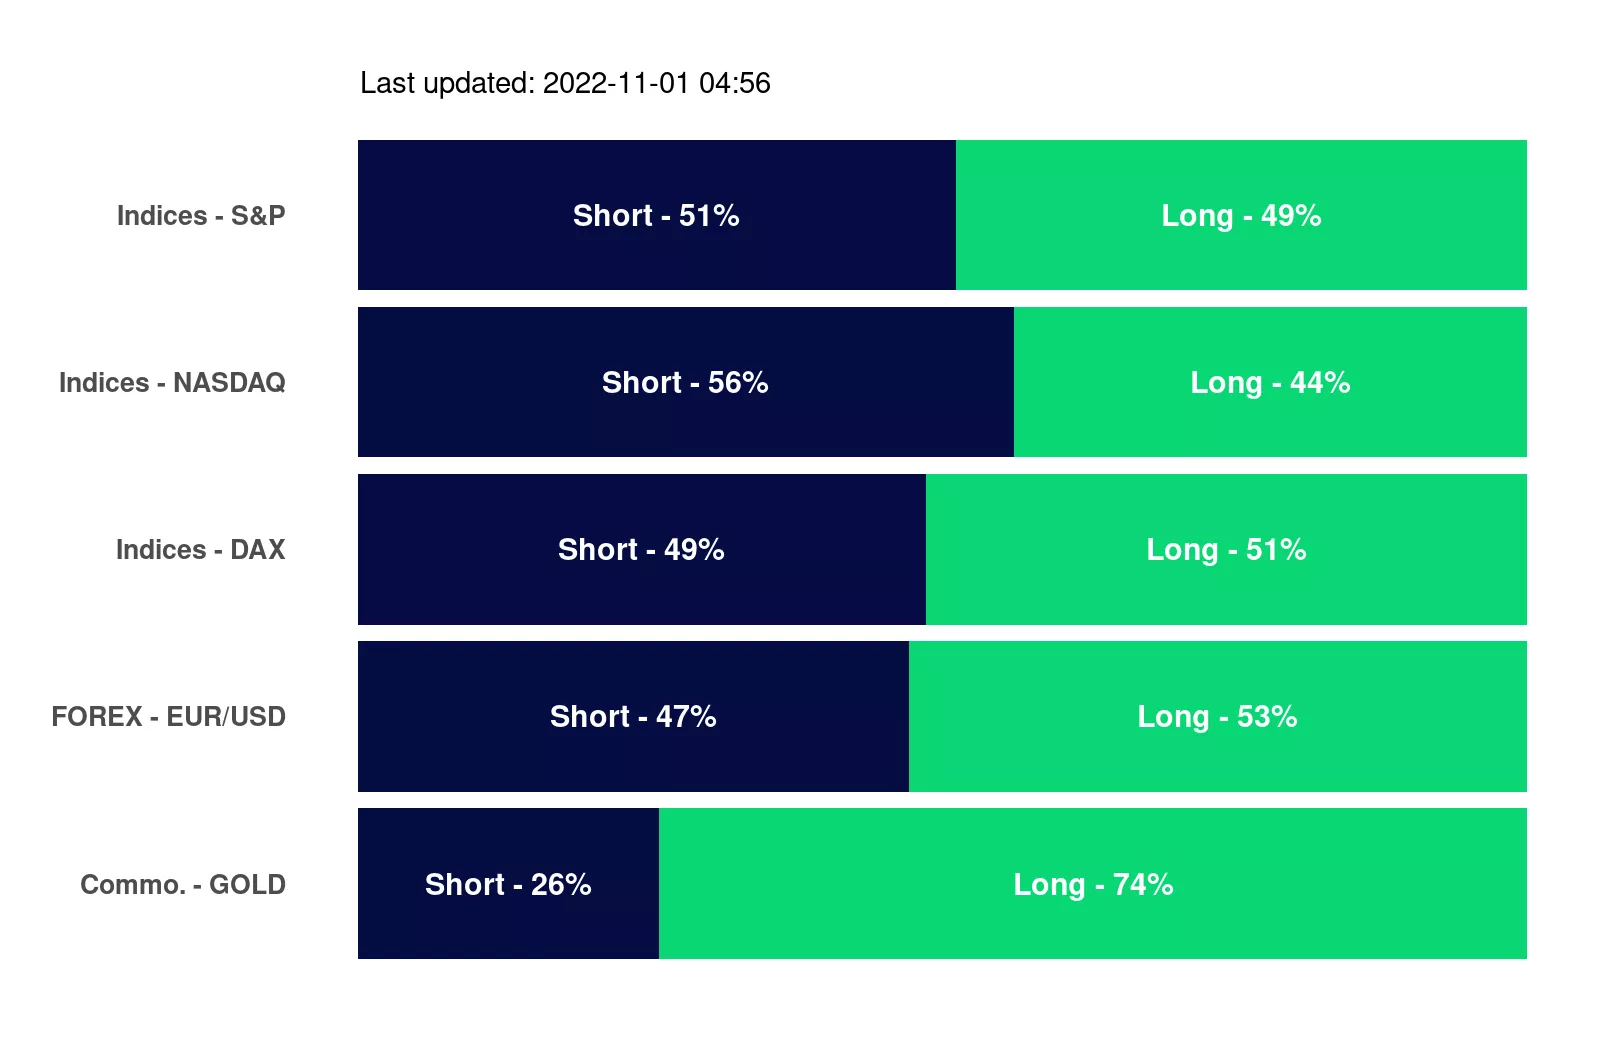 Last updated: 2022-11-01 04:56
Indices - S&P Short - 51% Long - 49%
Indices - NASDAQ Short - 56% Long - 44%
Indices - DAX Short - 49% Long - 51%
FOREX - EUR/USD Short - 47% Long - 53%
Commo. - GOLD Short - 26% Long - 74%